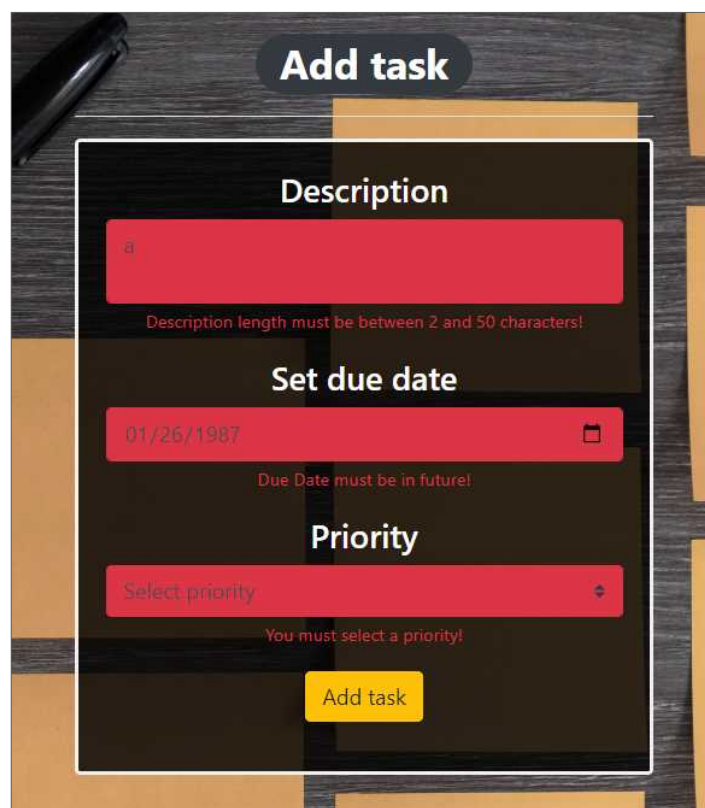 Add task
Description
a
Description length must be between 2 and 50 characters!
Set due date
01/26/1987
Due Date must be in future!
Priority
Select priority
You must select a priority!
Add task